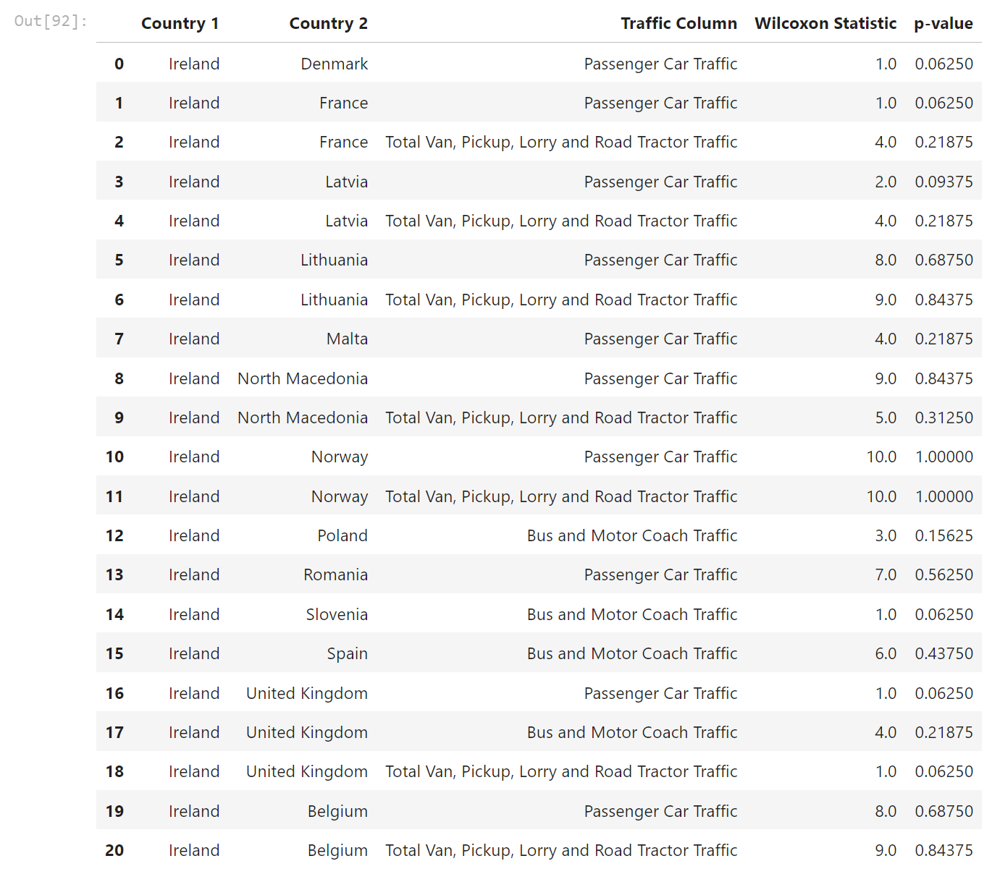 Out[92]:
Country 1 Country 2 Traffic Column Wilcoxon Statistic p-value
0 Ireland Denmark Passenger Car Traffic 1.0 0.06250
1 Ireland France Passenger Car Traffic 1.0 0.06250
2 Ireland France Total Van, Pickup, Lorry and Road Tractor Traffic 4.0 0.21875
3 Ireland Latvia Passenger Car Traffic 2.0 0.09375
4 Ireland Latvia Total Van, Pickup, Lorry and Road Tractor Traffic 4.0 0.21875
5 Ireland Lithuania Passenger Car Traffic 8.0 0.68750
6 Ireland Lithuania Total Van, Pickup, Lorry and Road Tractor Traffic 9.0 0.84375
7 Ireland Malta Passenger Car Traffic 4.0 0.21875
8 Ireland North Macedonia Passenger Car Traffic 9.0 0.84375
9 Ireland North Macedonia Total Van, Pickup, Lorry and Road Tractor Traffic 5.0 0.31250
10 Ireland Norway Passenger Car Traffic 10.0 1.00000
11 Ireland Norway Total Van, Pickup, Lorry and Road Tractor Traffic 10.0 1.00000
12 Ireland Poland Bus and Motor Coach Traffic 3.0 0.15625
13 Ireland Romania Passenger Car Traffic 7.0 0.56250
14 Ireland Slovenia Bus and Motor Coach Traffic 1.0 0.06250
15 Ireland Spain Bus and Motor Coach Traffic 6.0 0.43750
16 Ireland United Kingdom Passenger Car Traffic 1.0 0.06250
17 Ireland United Kingdom Bus and Motor Coach Traffic 4.0 0.21875
18 Ireland United Kingdom Total Van, Pickup, Lorry and Road Tractor Traffic 1.0 0.06250
19 Ireland Belgium Passenger Car Traffic 8.0 0.68750
20 Ireland Belgium Total Van, Pickup, Lorry and Road Tractor Traffic 9.0 0.84375